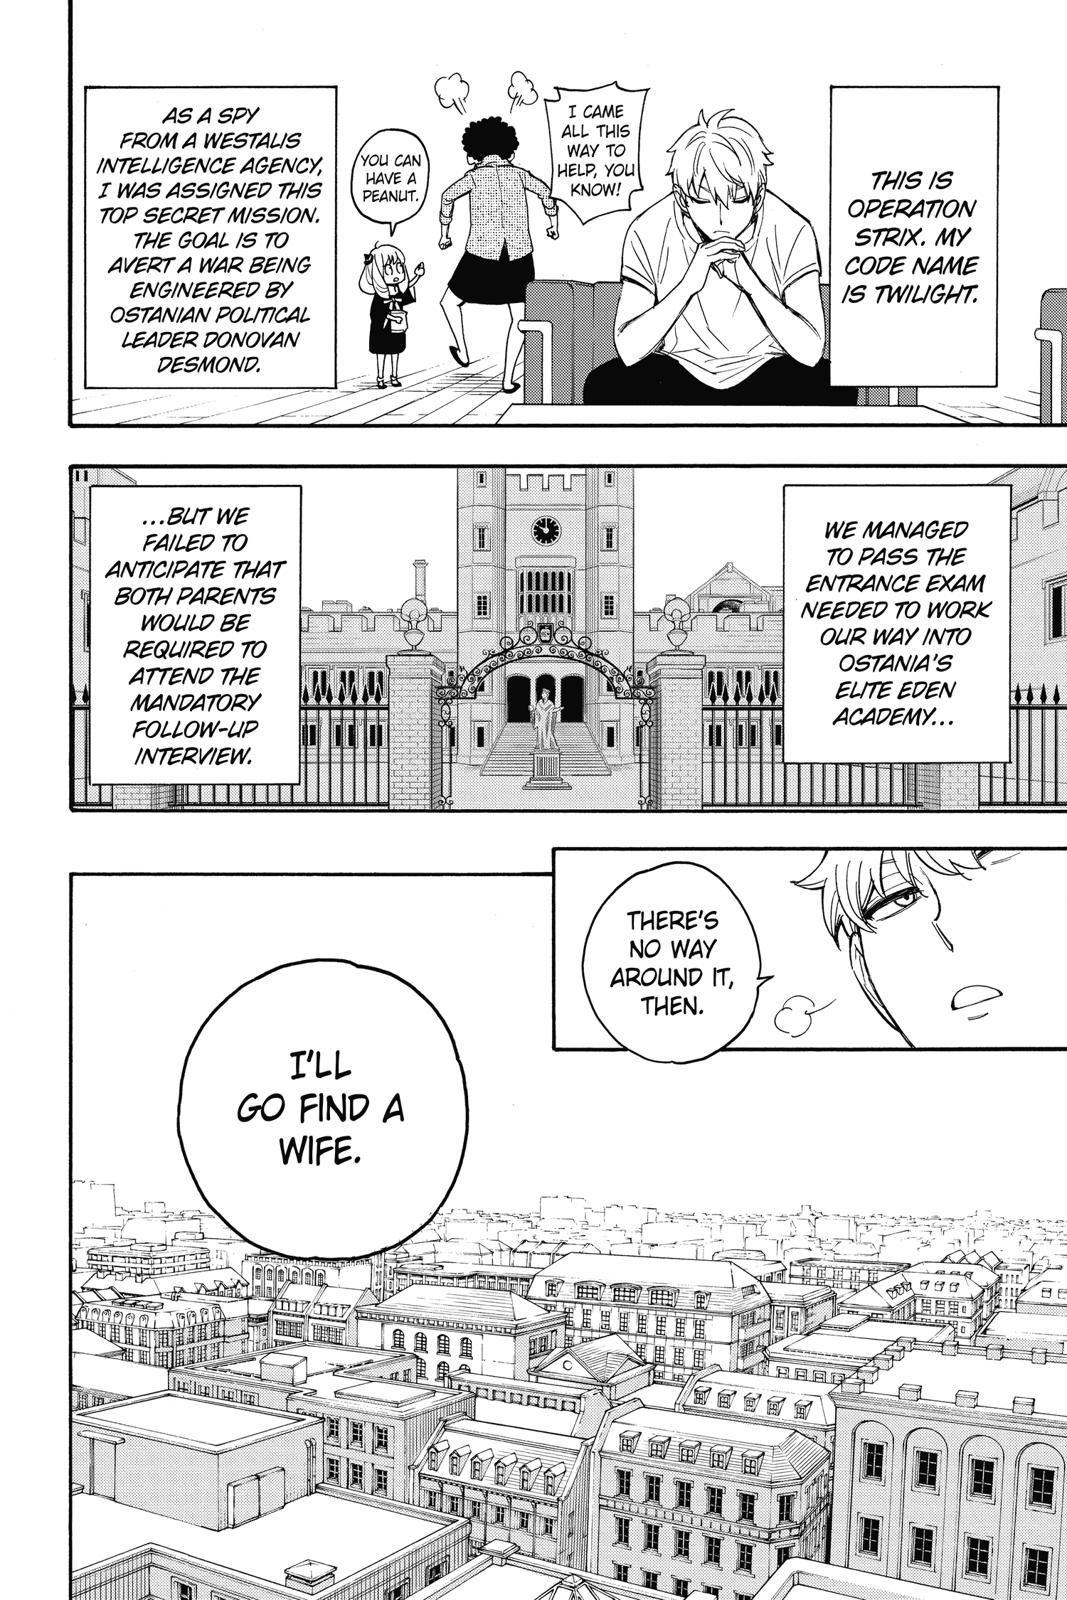 THIS IS
OPERATION
STRIX. MY
CODE NAME
IS TWILIGHT.
I CAME
ALL THIS
WAY TO
HELP, YOU
KNOW!
YOU CAN
HAVE A
PEANUT.
AS A SPY
FROM A WESTALIS
INTELLIGENCE AGENCY,
I WAS ASSIGNED THIS
TOP SECRET MISSION.
THE GOAL IS TO
AVERT A WAR BEING
ENGINEERED BY
OSTANIAN POLITICAL
LEADER DONOVAN
DESMOND.
WE MANAGED
TO PASS THE
ENTRANCE EXAM
NEEDED TO WORK
OUR WAY INTO
OSTANIA'S
ELITE EDEN
ACADEMY...
...BUT WE
FAILED TO
ANTICIPATE THAT
BOTH PARENTS
WOULD BE
REQUIRED TO
ATTEND THE
MANDATORY
FOLLOW-UP
INTERVIEW.
THERE'S
NO WAY
AROUND IT,
THEN.
I'LL
GO FIND A
WIFE.